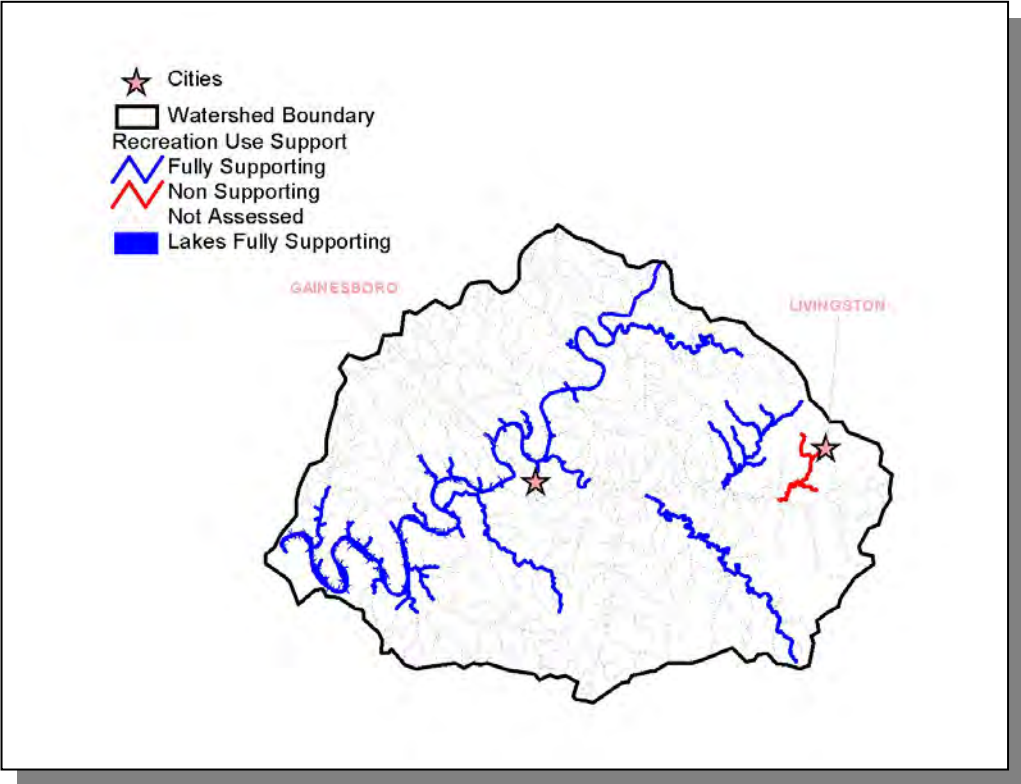 Cities
Watershed Boundary
Recreation Use Support
Fully Supporting
Non Supporting
Not Assessed
Lakes Fully Supporting
GAINESBORO
LIVINGSTON